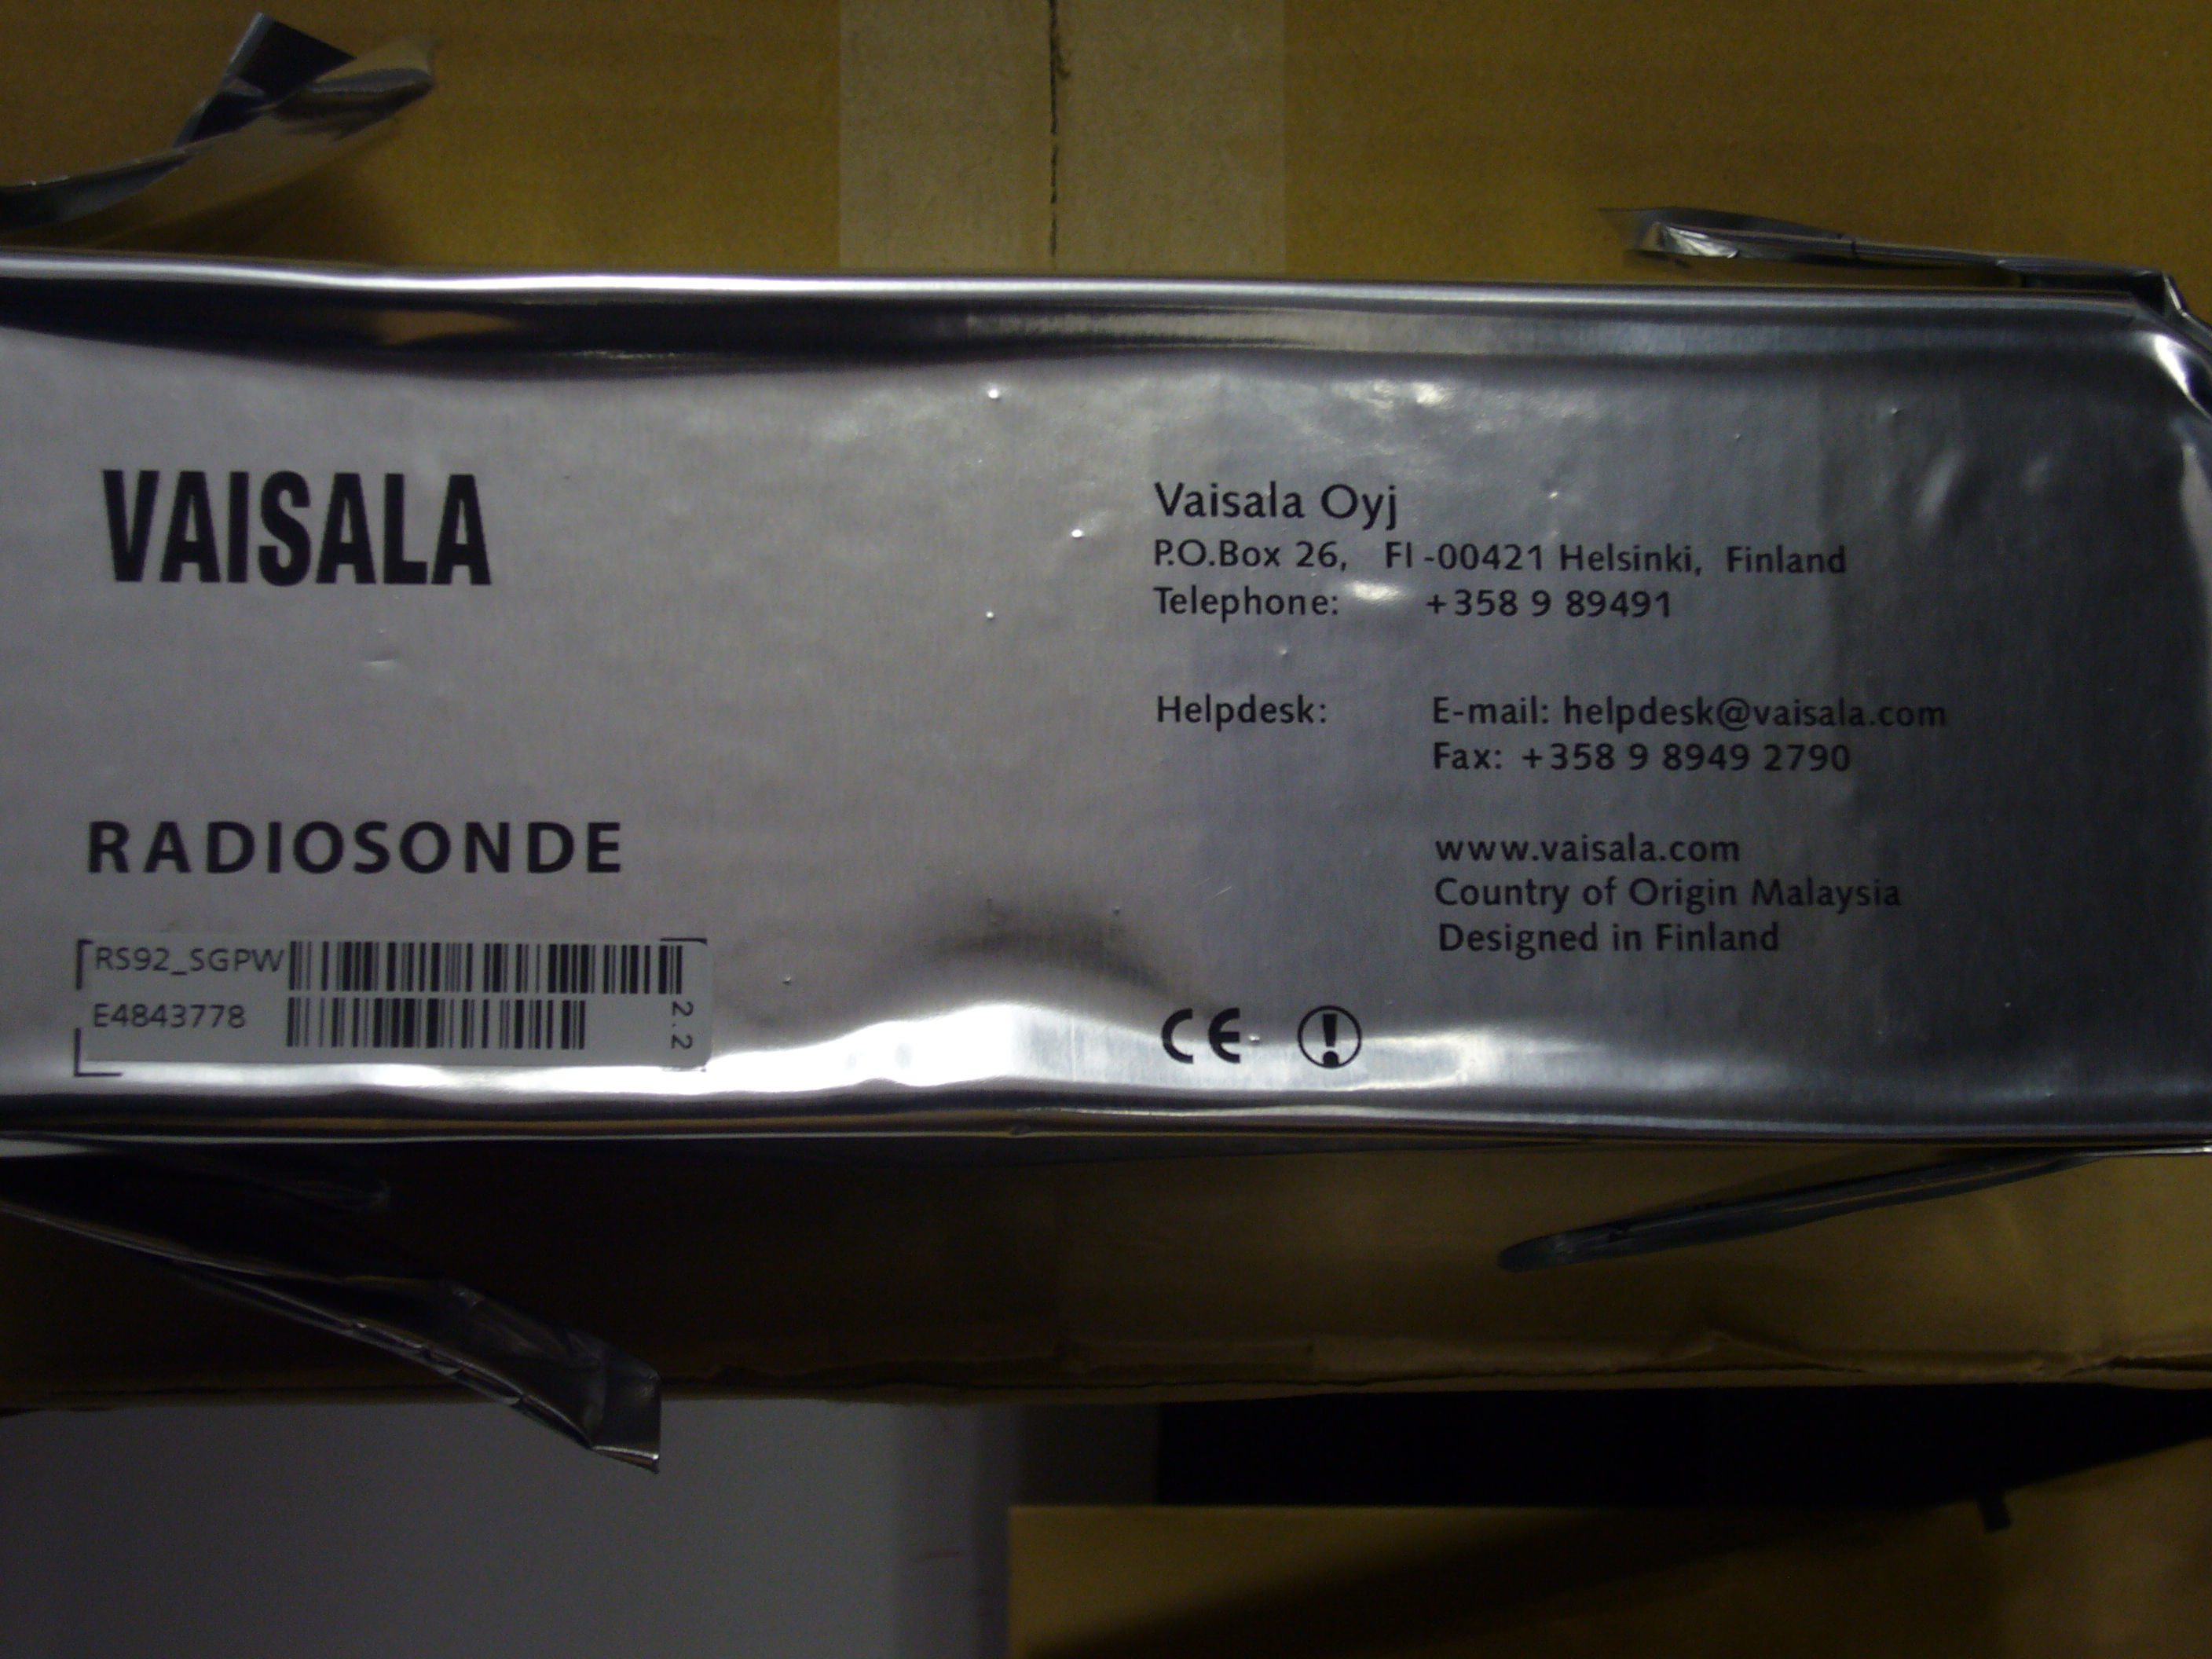 VAISALA
RADIOSONDE
RS92_SGPW
E4843778
2.2
Vaisala Oyj
P.O.Box 26, FI-00421 Helsinki, Finland
Telephone: +358 9 89491
Helpdesk: E-mail: helpdesk@vaisala.com
Fax: +358 9 8949 2790
www.vaisala.com
Country of Origin Malaysia
Designed in Finland
CE !